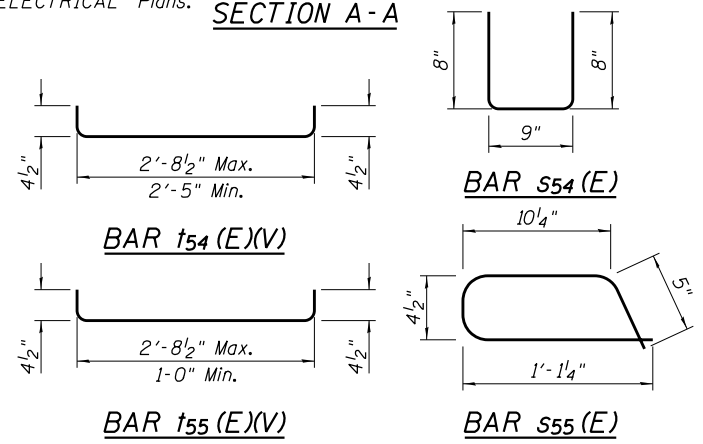 ELECTRICAL Plans.
SECTION A-A
4½"
2'-8½" Max.
2'-5" Min.
4½"
BAR t54(E)(V)
8"
8"
9"
BAR s54(E)
4½"
2'-8½" Max.
1-0" Min.
4½"
BAR t55(E)(V)
10¼"
4½"
5"
1'-1¼"
BAR s55(E)